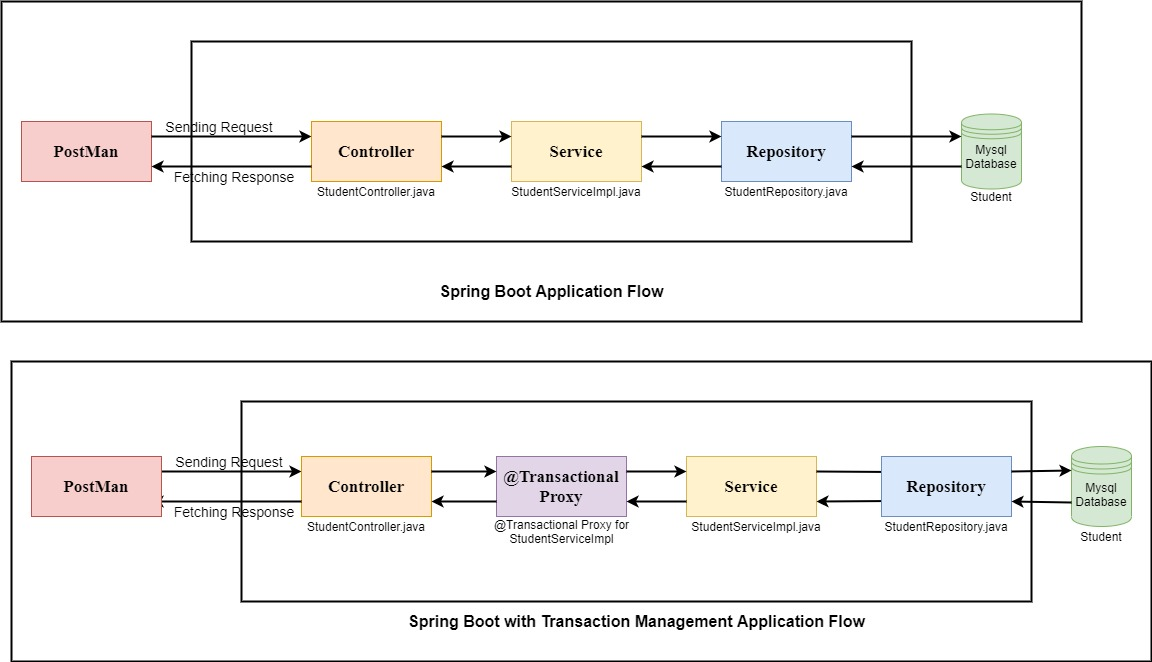 Sending Request
PostMan
Fetching Response
Controller
StudentController.java
Service
StudentServiceImpl.java
Repository
StudentRepository.java
Mysql
Database
Student
Spring Boot Application Flow
Sending Request
PostMan
Fetching Response
Controller
StudentController.java
@Transactional
Proxy
@Transactional Proxy for
StudentServiceImpl
Service
StudentServiceImpl.java
Repository
StudentRepository.java
Mysql
Database
Student
Spring Boot with Transaction Management Application Flow